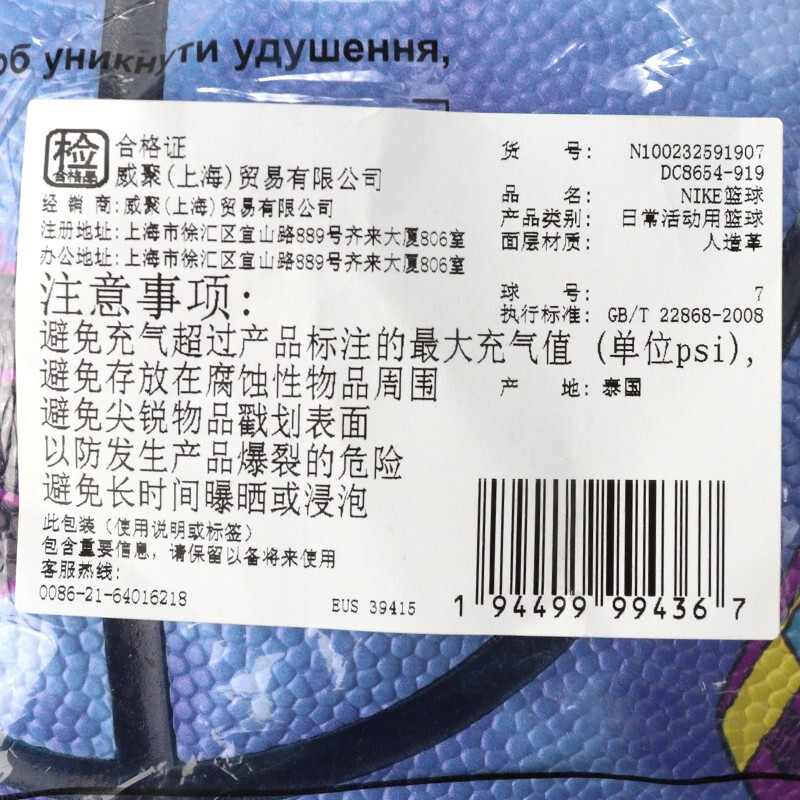 об уникнути удушення,
检
合格证
合格证
威聚(上海)贸易有限公司
经 销 商:威聚(上海)贸易有限公司
注册地址:上海市徐汇区宜山路889号齐来大厦806室
办公地址:上海市徐汇区宜山路889号齐来大厦806室
货 号: N100232591907
DC8654-919
品 名: NIKE篮球
产品类别: 日常活动用篮球
面层材质: 人造革
球 号: 7
执行标准: GB/T 22868-2008
注意事项:
避免充气超过产品标注的最大充气值 (单位psi),
避免存放在腐蚀性物品周围
避免尖锐物品戳划表面
以防发生产品爆裂的危险
避免长时间曝晒或浸泡
产 地: 泰国
此包装(使用说明或标签)
包含重要信息, 请保留以备将来使用
客服热线:
0086-21-64016218
EUS 39415
1 94499 99436 7